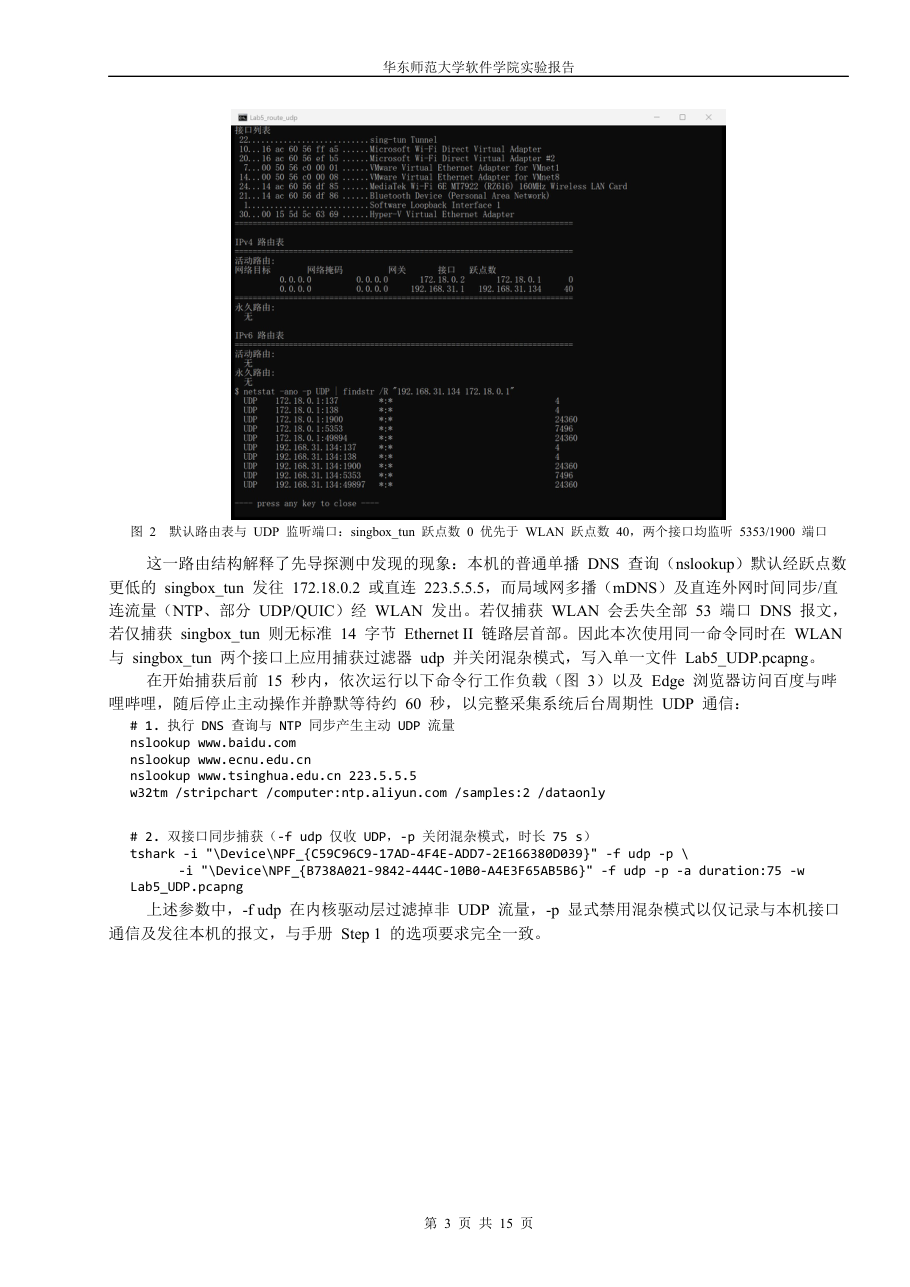 华东师范大学软件学院实验报告
Lab5_route_udp
接口列表
22...........................sing-tun Tunnel
10...16 ac 60 56 ff a5 ......Microsoft Wi-Fi Direct Virtual Adapter
20...16 ac 60 56 ef b5 ......Microsoft Wi-Fi Direct Virtual Adapter #2
7...00 50 56 c0 00 01 ......VMware Virtual Ethernet Adapter for VMnet1
14...00 50 56 c0 00 08 ......VMware Virtual Ethernet Adapter for VMnet8
24...14 ac 60 56 df 85 ......MediaTek Wi-Fi 6E MT7922 (RZ616) 160MHz Wireless LAN Card
21...14 ac 60 56 df 86 ......Bluetooth Device (Personal Area Network)
1...........................Software Loopback Interface 1
30...00 15 5d 5c 63 69 ......Hyper-V Virtual Ethernet Adapter
===========================================================================
IPv4 路由表
===========================================================================
活动路由:
网络目标 网络掩码 网关 接口 跃点数
0.0.0.0 0.0.0.0 172.18.0.2 172.18.0.1 0
0.0.0.0 0.0.0.0 192.168.31.1 192.168.31.134 40
===========================================================================
永久路由:
无
IPv6 路由表
===========================================================================
活动路由:
无
永久路由:
无
$ netstat -ano -p UDP | findstr /R "192.168.31.134 172.18.0.1"
UDP 172.18.0.1:137 *:* 4
UDP 172.18.0.1:138 *:* 4
UDP 172.18.0.1:1900 *:* 24360
UDP 172.18.0.1:5353 *:* 7496
UDP 172.18.0.1:49894 *:* 24360
UDP 192.168.31.134:137 *:* 4
UDP 192.168.31.134:138 *:* 4
UDP 192.168.31.134:1900 *:* 24360
UDP 192.168.31.134:5353 *:* 7496
UDP 192.168.31.134:49897 *:* 24360
---- press any key to close ----
图 2 默认路由表与 UDP 监听端口：singbox_tun 跃点数 0 优先于 WLAN 跃点数 40，两个接口均监听 5353/1900 端口
这一路由结构解释了先导探测中发现的现象：本机的普通单播 DNS 查询（nslookup）默认经跃点数
更低的 singbox_tun 发往 172.18.0.2 或直连 223.5.5.5，而局域网多播（mDNS）及直连外网时间同步/直
连流量（NTP、部分 UDP/QUIC）经 WLAN 发出。若仅捕获 WLAN 会丢失全部 53 端口 DNS 报文，
若仅捕获 singbox_tun 则无标准 14 字节 Ethernet II 链路层首部。因此本次使用同一命令同时在 WLAN
与 singbox_tun 两个接口上应用捕获过滤器 udp 并关闭混杂模式，写入单一文件 Lab5_UDP.pcapng。
在开始捕获后前 15 秒内，依次运行以下命令行工作负载（图 3）以及 Edge 浏览器访问百度与哔
哩哔哩，随后停止主动操作并静默等待约 60 秒，以完整采集系统后台周期性 UDP 通信：
# 1. 执行 DNS 查询与 NTP 同步产生主动 UDP 流量
nslookup www.baidu.com
nslookup www.ecnu.edu.cn
nslookup www.tsinghua.edu.cn 223.5.5.5
w32tm /stripchart /computer:ntp.aliyun.com /samples:2 /dataonly
# 2. 双接口同步捕获（-f udp 仅收 UDP，-p 关闭混杂模式，时长 75 s）
tshark -i "\Device\NPF_{C59C96C9-17AD-4F4E-ADD7-2E166380D039}" -f udp -p \
-i "\Device\NPF_{B738A021-9842-444C-10B0-A4E3F65AB5B6}" -f udp -p -a duration:75 -w
Lab5_UDP.pcapng
上述参数中，-f udp 在内核驱动层过滤掉非 UDP 流量，-p 显式禁用混杂模式以仅记录与本机接口
通信及发往本机的报文，与手册 Step 1 的选项要求完全一致。
第 3 页 共 15 页